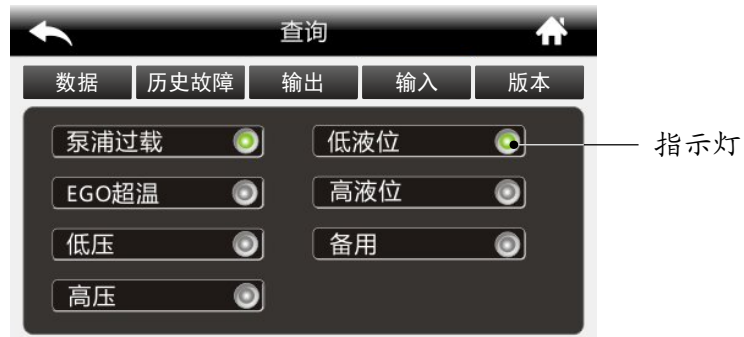 查询
数据 历史故障 输出 输入 版本
泵浦过载 低液位 指示灯
EGO超温 高液位
低压 备用
高压